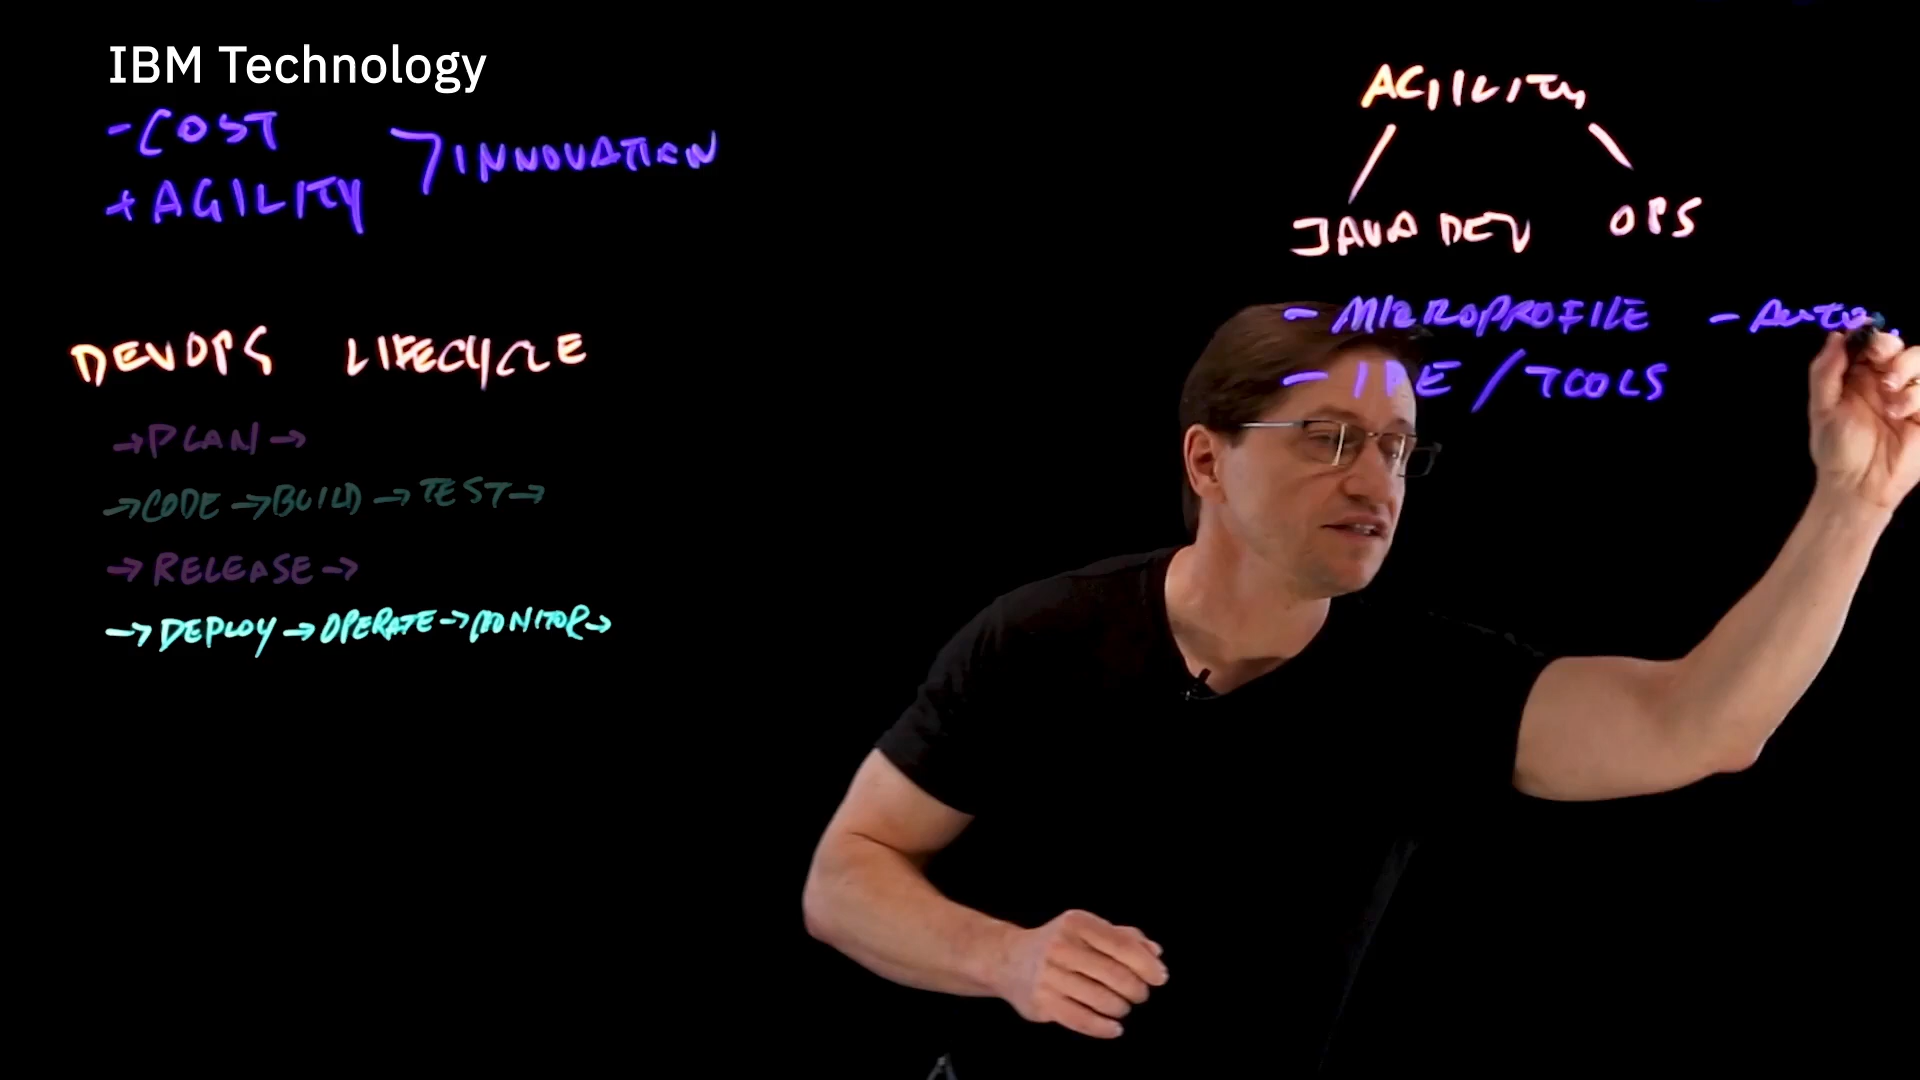 IBM Technology
- COST
+ AGILITY > INNOVATION
DEVOPS LIFECYCLE
→ PLAN →
→ CODE → BUILD → TEST →
→ RELEASE →
→ DEPLOY → OPERATE → MONITOR →
AGILITY
JAVA DEV OPS
- MICROPROFILE - AUTO
- IDE / TOOLS